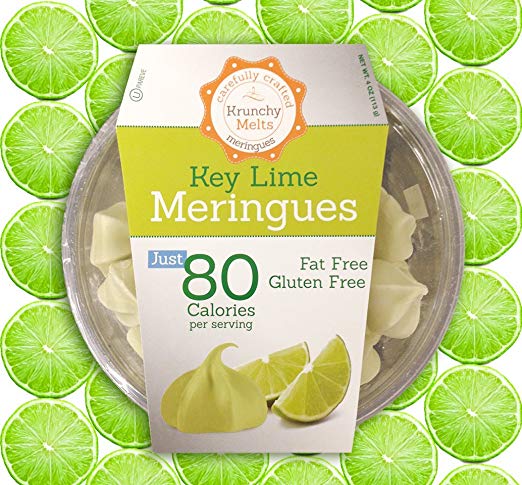 carefully crafted
Krunchy
Melts
meringues
U PAREVE
NET WT. 4 OZ (113 g)
Key Lime
Meringues
Just
80
Calories
per serving
Fat Free
Gluten Free